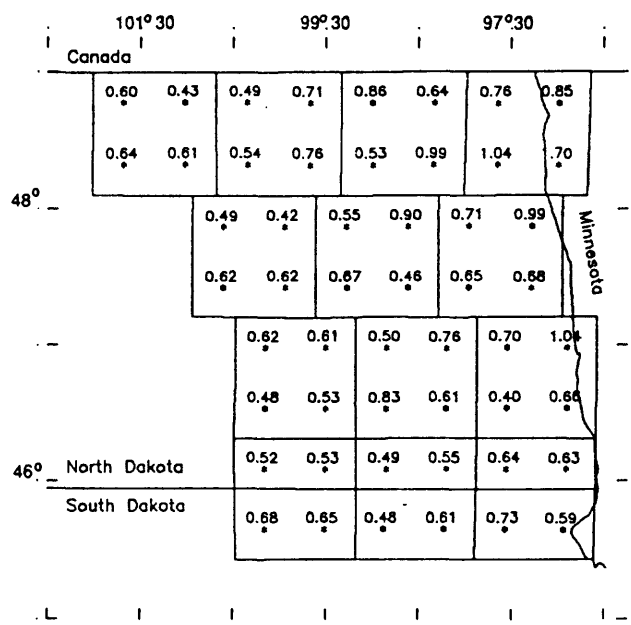 101°30 99°30 97°30
Canada
0.60 0.43 0.49 0.71 0.86 0.64 0.76 0.85
0.64 0.61 0.54 0.76 0.53 0.99 1.04 .70
48°
0.49 0.42 0.55 0.90 0.71 0.99
Minnesota
0.62 0.62 0.67 0.46 0.65 0.68
0.62 0.61 0.50 0.76 0.70 1.04
0.48 0.53 0.83 0.61 0.40 0.66
46° North Dakota 0.52 0.53 0.49 0.55 0.64 0.63
South Dakota
0.68 0.65 0.48 0.61 0.73 0.59